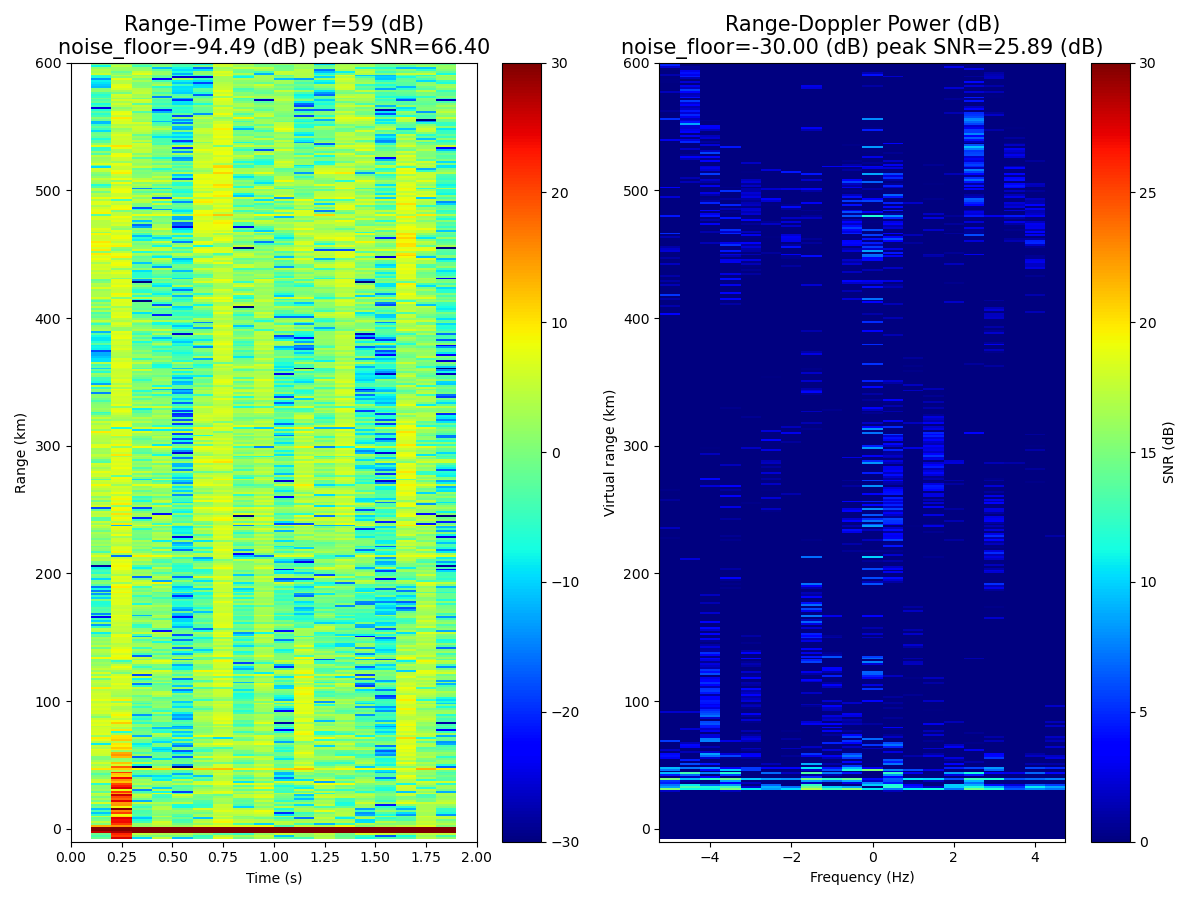 Range-Time Power f=59 (dB)
noise_floor=-94.49 (dB) peak SNR=66.40
Range-Doppler Power (dB)
noise_floor=-30.00 (dB) peak SNR=25.89 (dB)
600
500
400
300
200
100
0
Range (km)
0.00 0.25 0.50 0.75 1.00 1.25 1.50 1.75 2.00
Time (s)
30
20
10
0
−10
−20
−30
600
500
400
300
200
100
0
Virtual range (km)
−4 −2 0 2 4
Frequency (Hz)
30
25
20
15
10
5
0
SNR (dB)